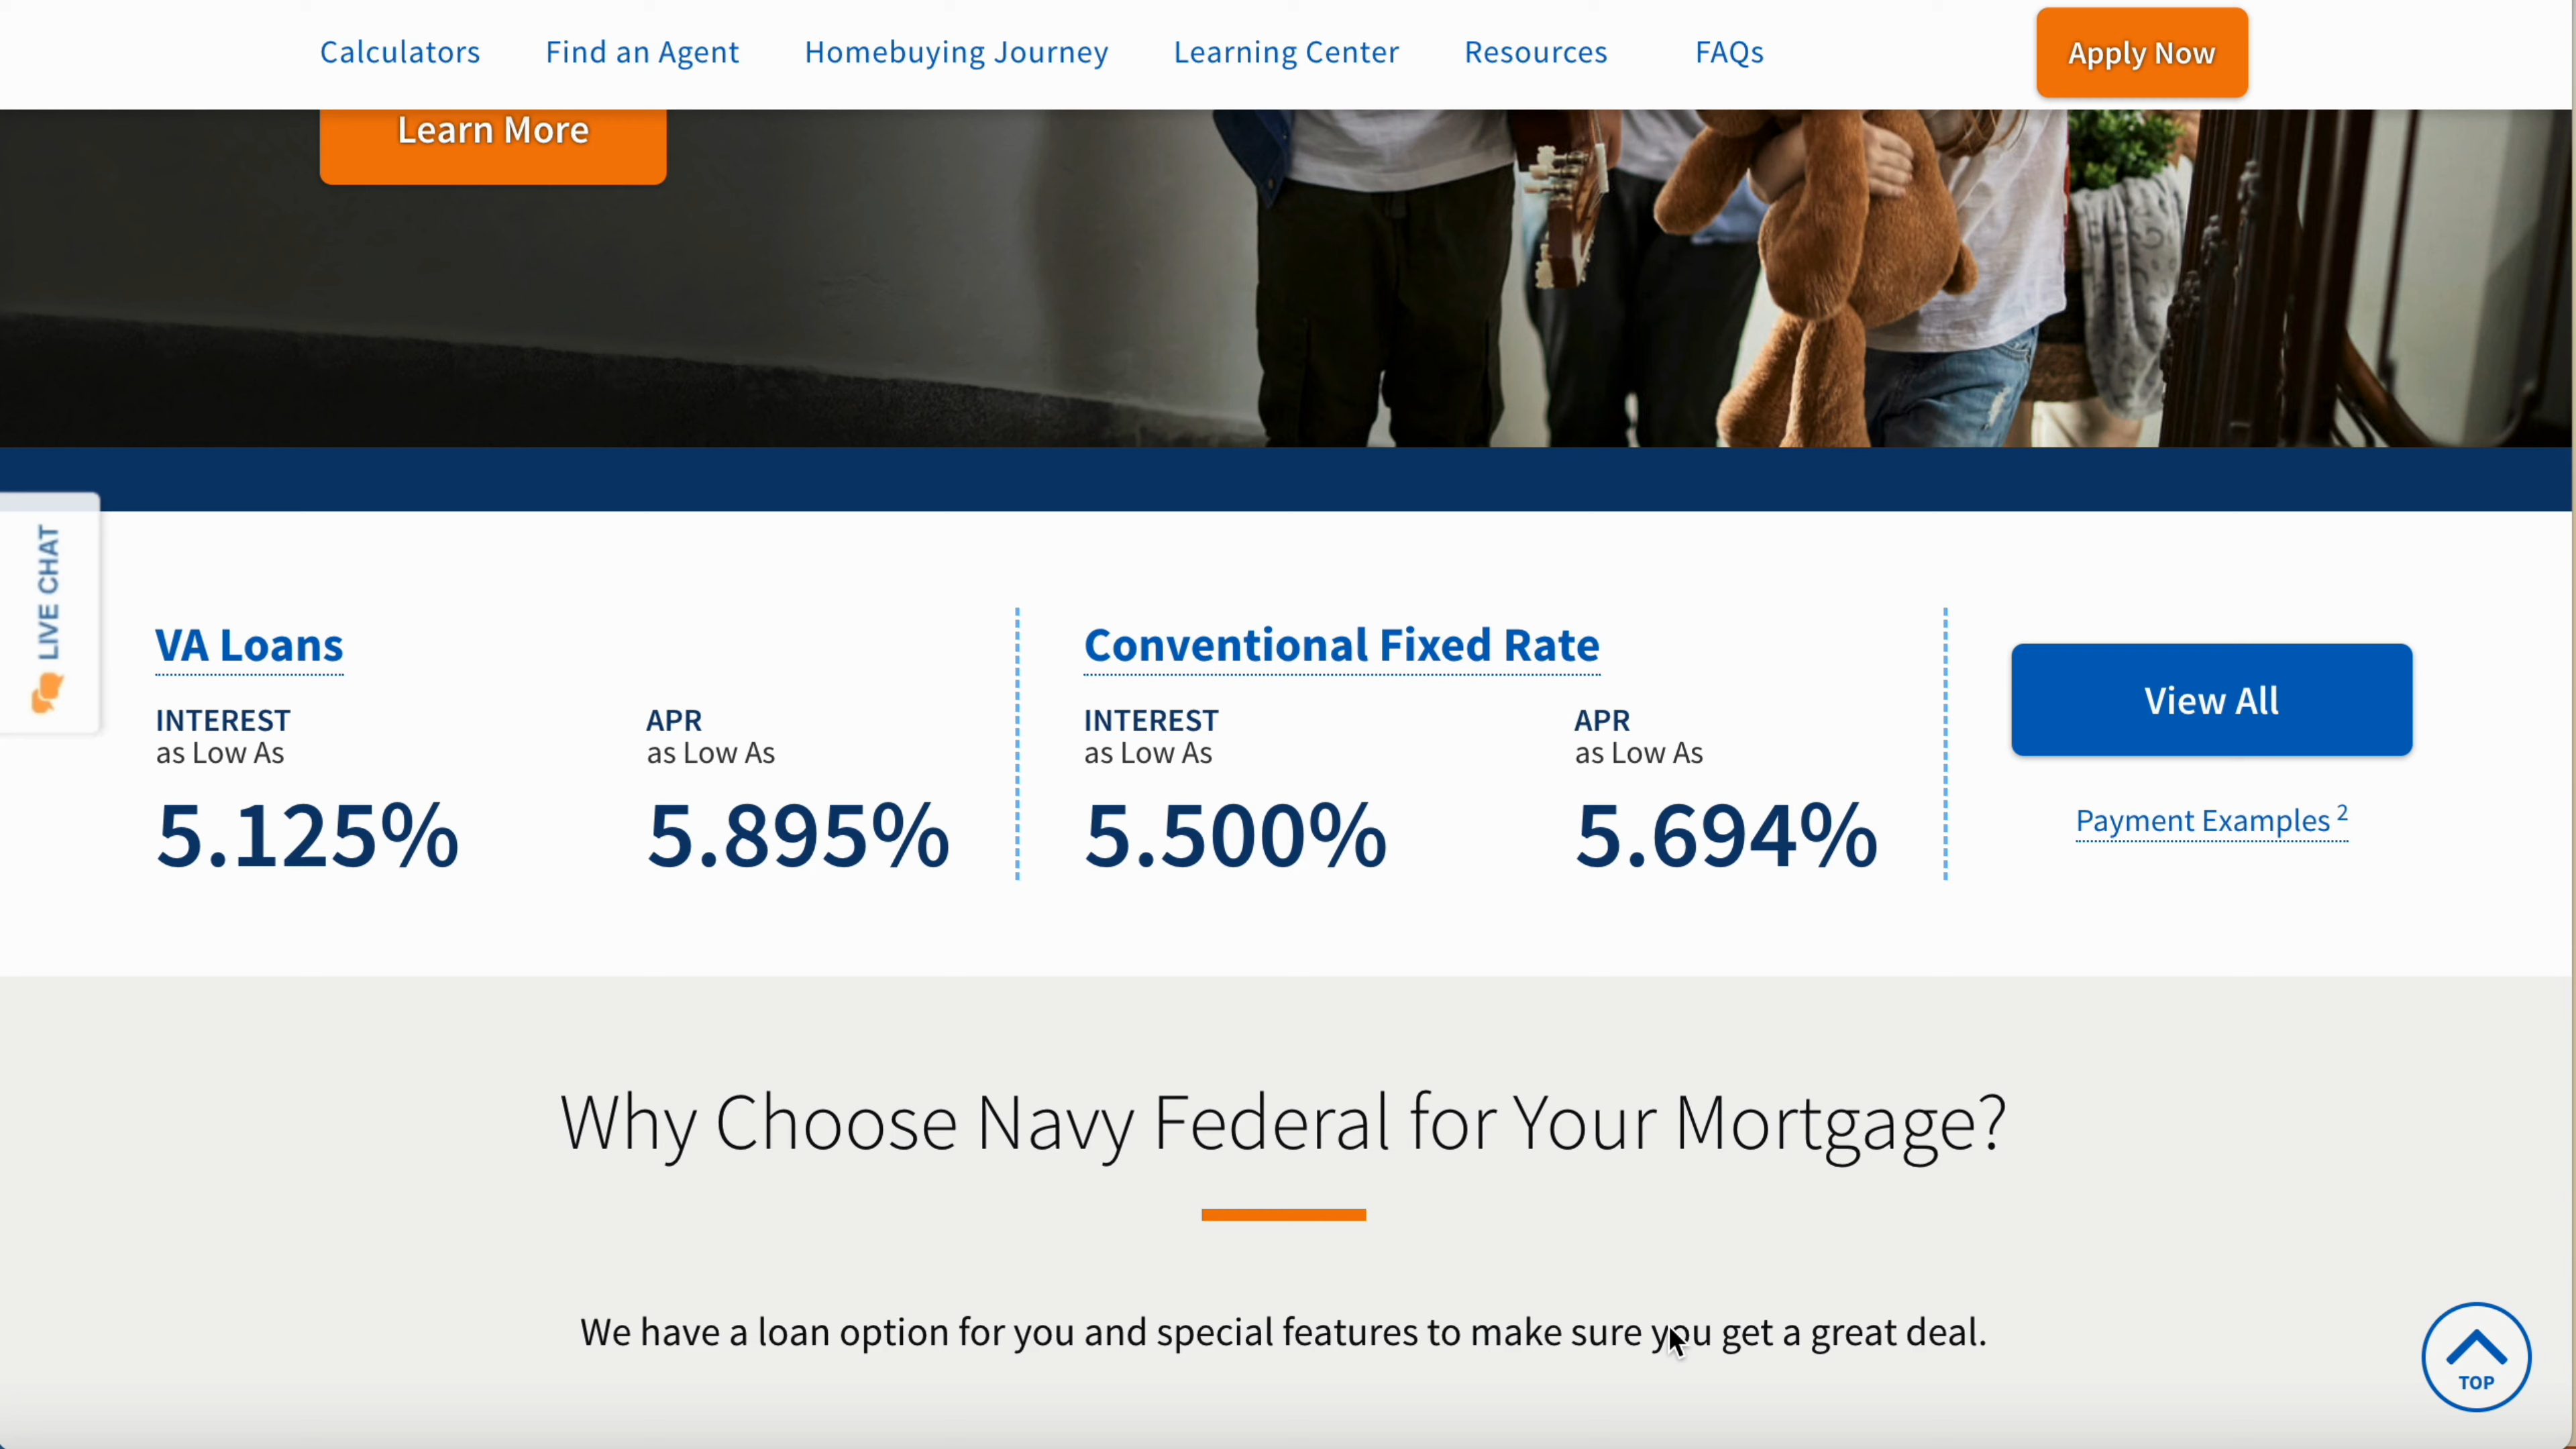 Calculators Find an Agent Homebuying Journey Learning Center Resources FAQs Apply Now
Learn More
LIVE CHAT
VA Loans
INTEREST
as Low As
5.125%
APR
as Low As
5.895%
Conventional Fixed Rate
INTEREST
as Low As
5.500%
APR
as Low As
5.694%
View All
Payment Examples 2
Why Choose Navy Federal for Your Mortgage?
We have a loan option for you and special features to make sure you get a great deal.
TOP